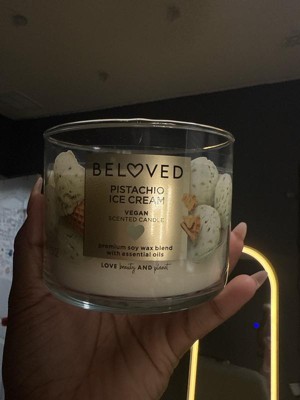 BELOVED
PISTACHIO
ICE CREAM
VEGAN
SCENTED CANDLE
premium soy wax blend
with essential oils
LOVE beauty AND planet